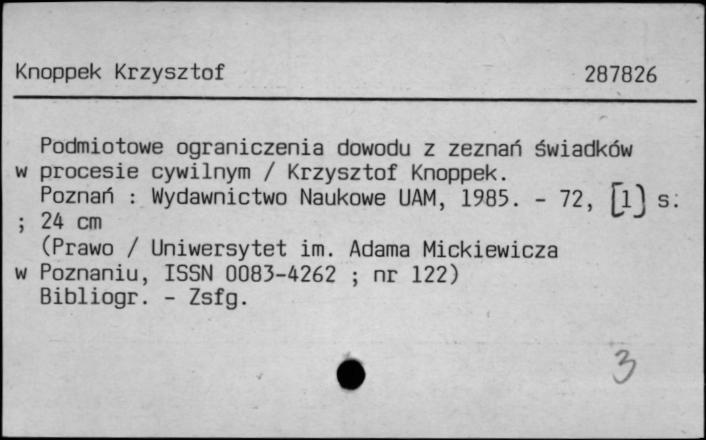 Knoppek Krzysztof 287826
Podmiotowe ograniczenia dowodu z zeznań świadków
w procesie cywilnym / Krzysztof Knoppek.
Poznań : Wydawnictwo Naukowe UAM, 1985. - 72, [1] s.
; 24 cm
(Prawo / Uniwersytet im. Adama Mickiewicza
w Poznaniu, ISSN 0083-4262 ; nr 122)
Bibliogr. - Zsfg.
3